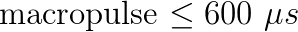 macropulse ≤ 600 μs